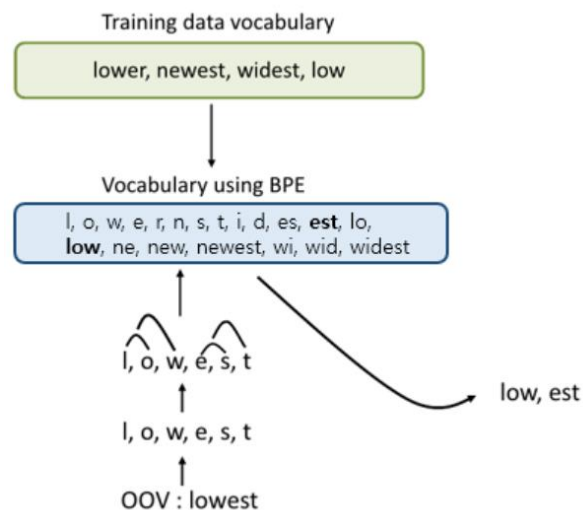 Training data vocabulary
lower, newest, widest, low
Vocabulary using BPE
l, o, w, e, r, n, s, t, i, d, es, est, lo,
low, ne, new, newest, wi, wid, widest
l, o, w, e, s, t
low, est
l, o, w, e, s, t
OOV : lowest